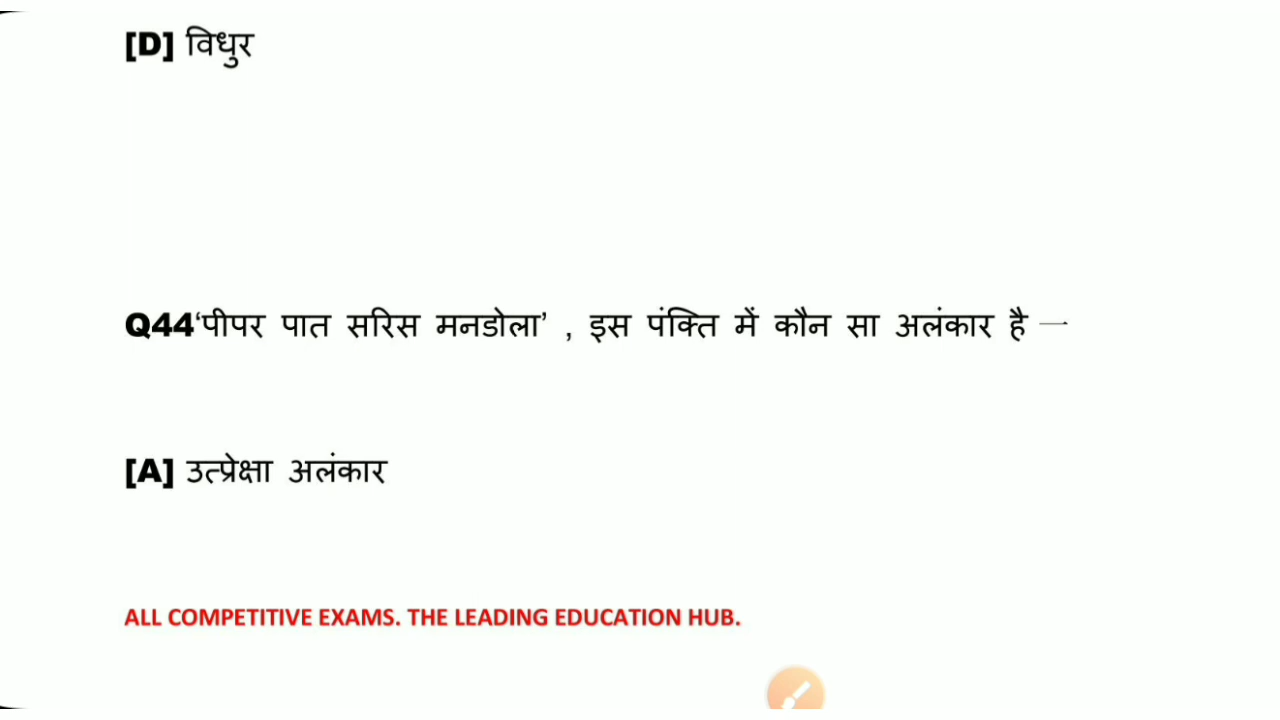 [D] विधुर
Q44‘पीपर पात सरिस मनडोला’ , इस पंक्ति में कौन सा अलंकार है —
[A] उत्प्रेक्षा अलंकार
ALL COMPETITIVE EXAMS. THE LEADING EDUCATION HUB.